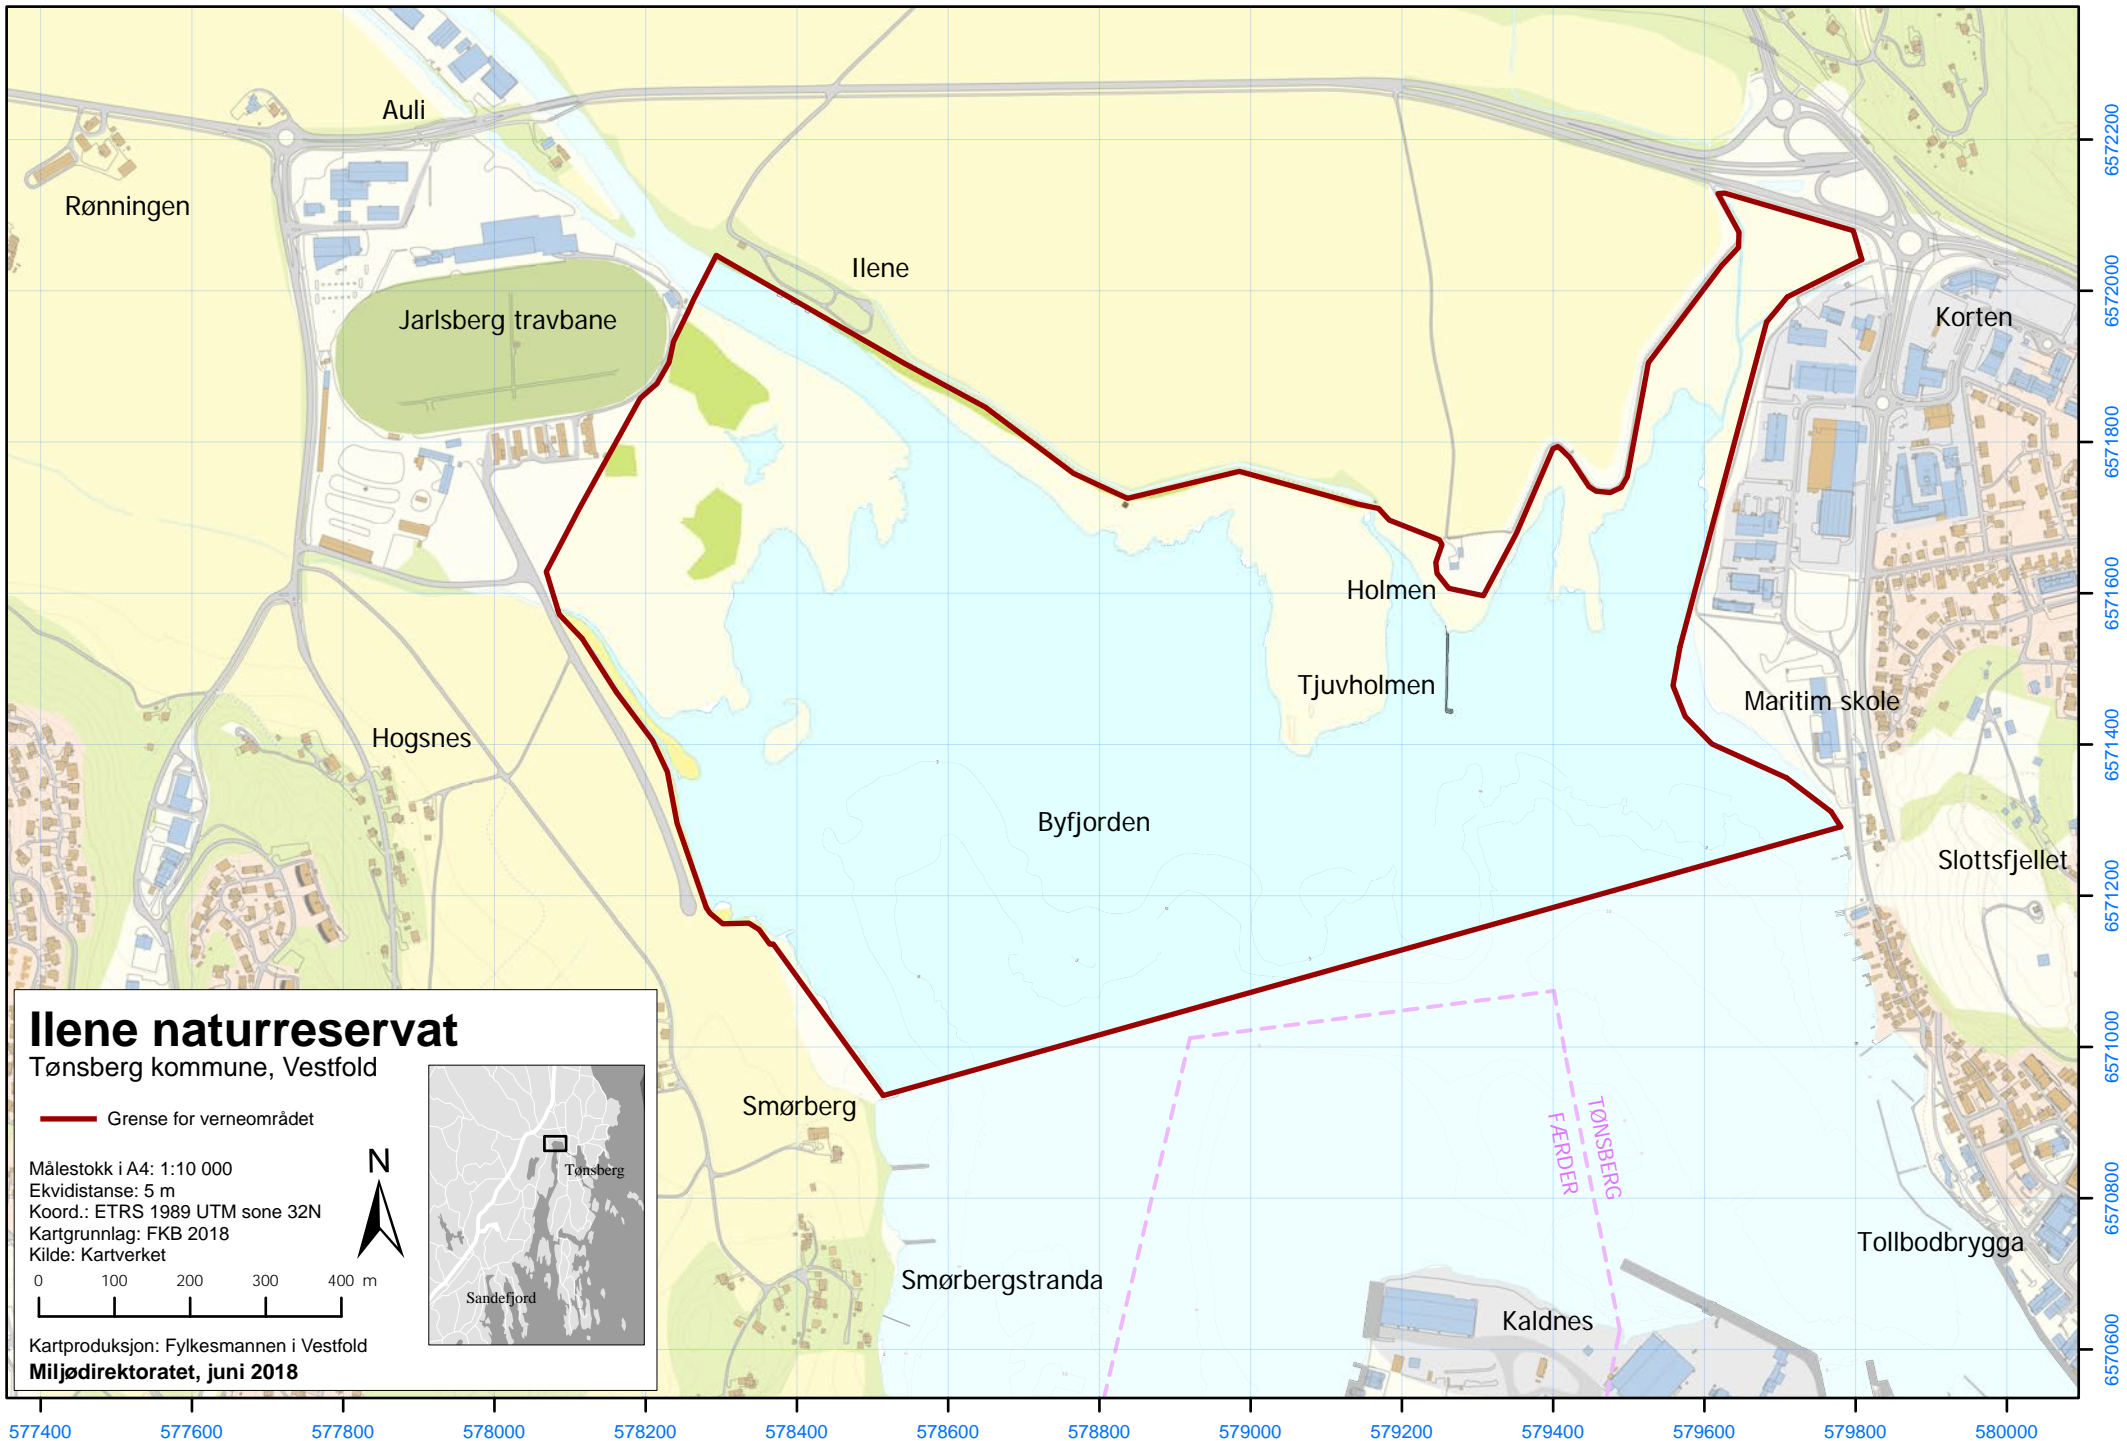 Auli
Rønningen
Ilene
Jarlsberg travbane
Korten
Holmen
Tjuvholmen
Maritim skole
Hogsnes
Byfjorden
Slottsfjellet
Smørberg
TØNSBERG
FÆRDER
Tollbodbrygga
Smørbergstranda
Kaldnes
Ilene naturreservat
Tønsberg kommune, Vestfold
Grense for verneområdet
N
Målestokk i A4: 1:10 000
Ekvidistanse: 5 m
Koord.: ETRS 1989 UTM sone 32N
Kartgrunnlag: FKB 2018
Kilde: Kartverket
0 100 200 300 400 m
Kartproduksjon: Fylkesmannen i Vestfold
Miljødirektoratet, juni 2018
Tønsberg
Sandefjord
6572200
6572000
6571800
6571600
6571400
6571200
6571000
6570800
6570600
577400 577600 577800 578000 578200 578400 578600 578800 579000 579200 579400 579600 579800 580000